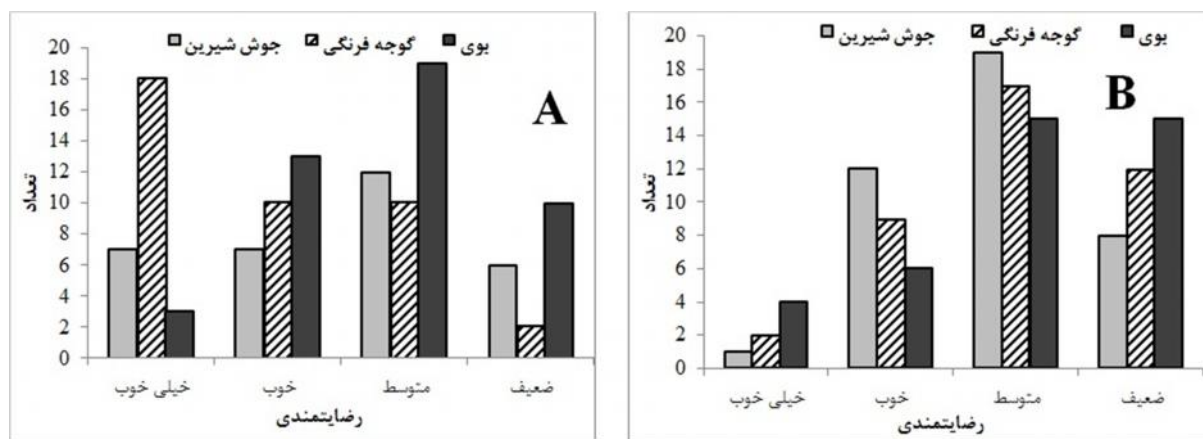 جوش شیرین گوجه فرنگی یوی
A
20
18
16
14
12
10
8
6
4
2
0
تعداد
خیلی خوب خوب متوسط ضعیف
رضایتمندی
جوش شیرین گوجه فرنگی یوی
B
20
18
16
14
12
10
8
6
4
2
0
تعداد
خیلی خوب خوب متوسط ضعیف
رضایتمندی